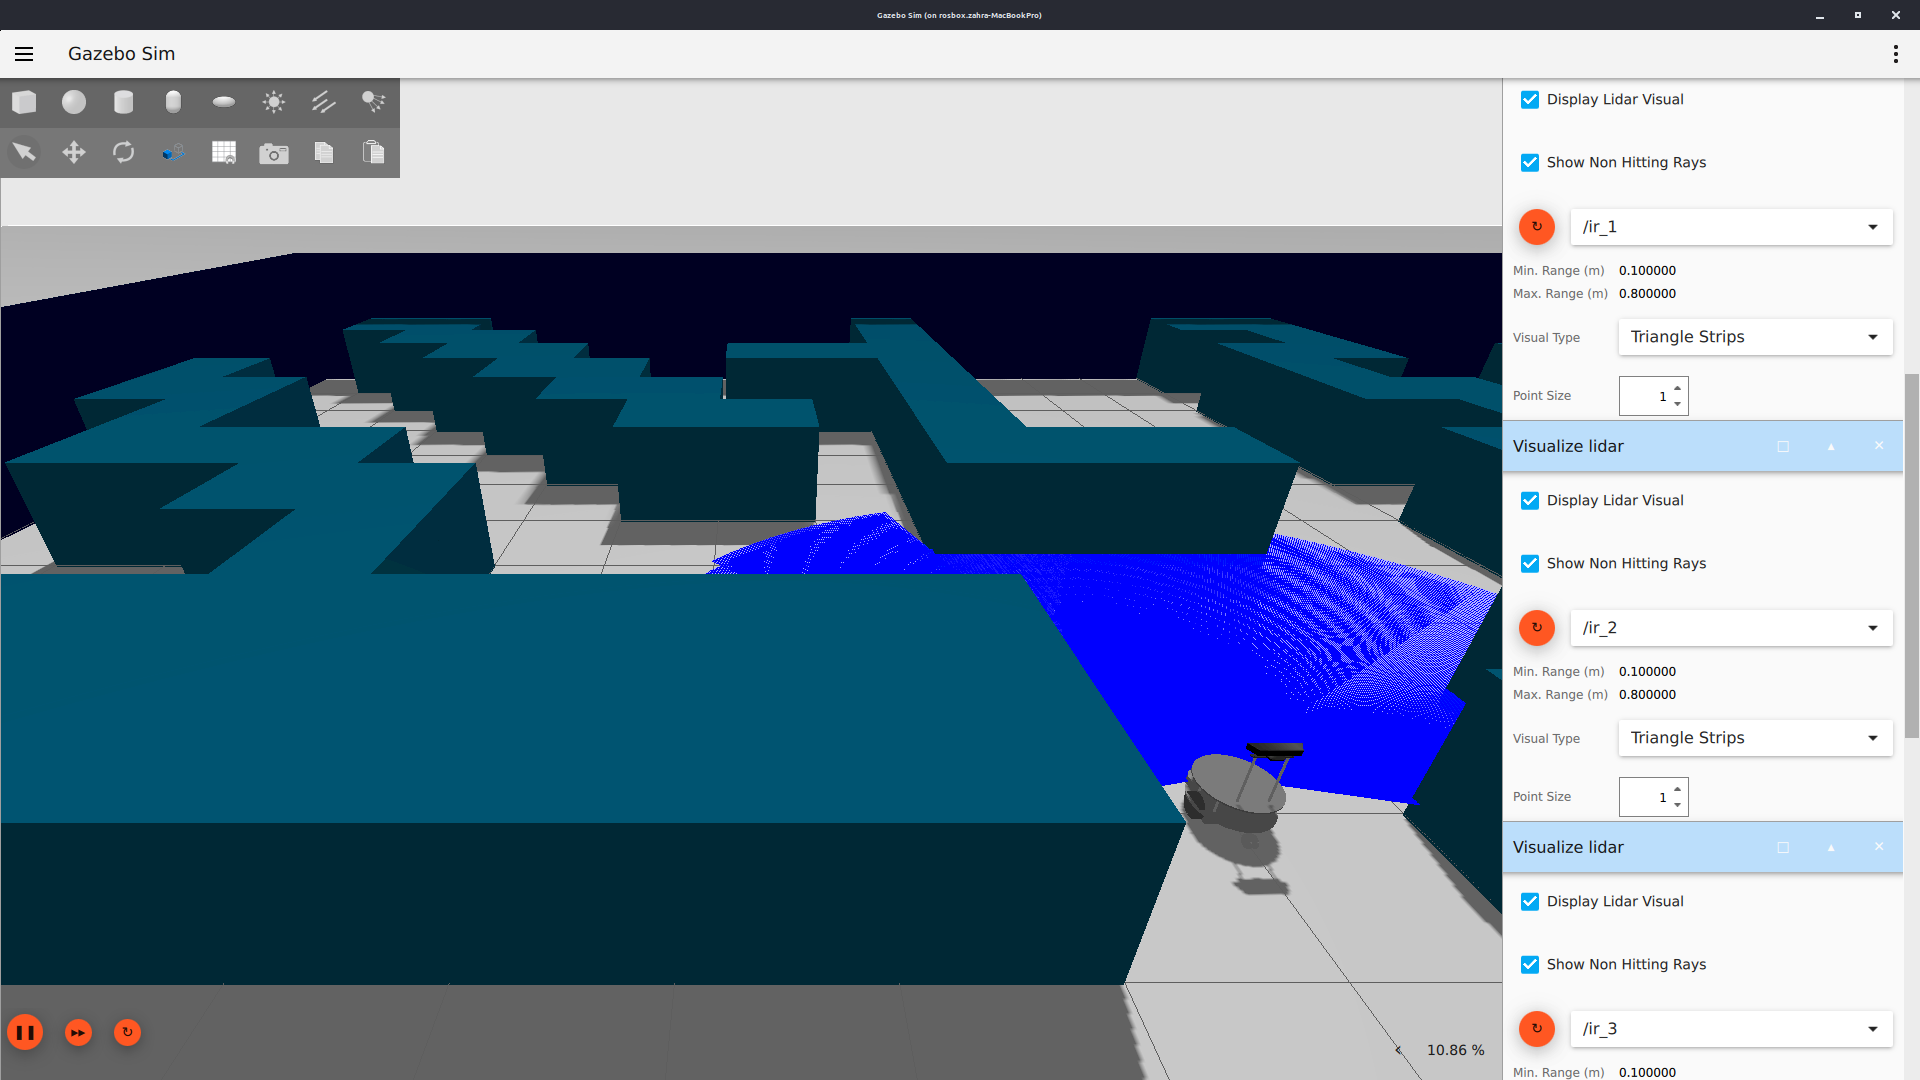 Gazebo Sim (on rosbox.zahra-MacBookPro)
Gazebo Sim
Display Lidar Visual
Show Non Hitting Rays
/ir_1
Min. Range (m) 0.100000
Max. Range (m) 0.800000
Visual Type Triangle Strips
Point Size 1
Visualize lidar
Display Lidar Visual
Show Non Hitting Rays
/ir_2
Min. Range (m) 0.100000
Max. Range (m) 0.800000
Visual Type Triangle Strips
Point Size 1
Visualize lidar
Display Lidar Visual
Show Non Hitting Rays
/ir_3
Min. Range (m) 0.100000
10.86 %